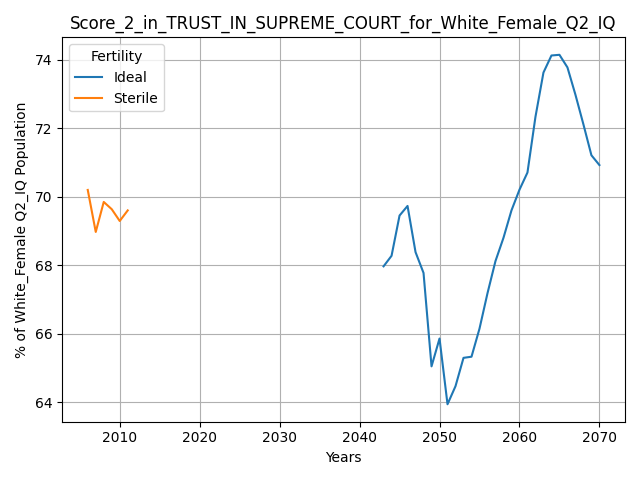 Score_2_in_TRUST_IN_SUPREME_COURT_for_White_Female_Q2_IQ
Fertility
Ideal
Sterile
74
72
70
68
66
64
% of White_Female Q2_IQ Population
2010 2020 2030 2040 2050 2060 2070
Years